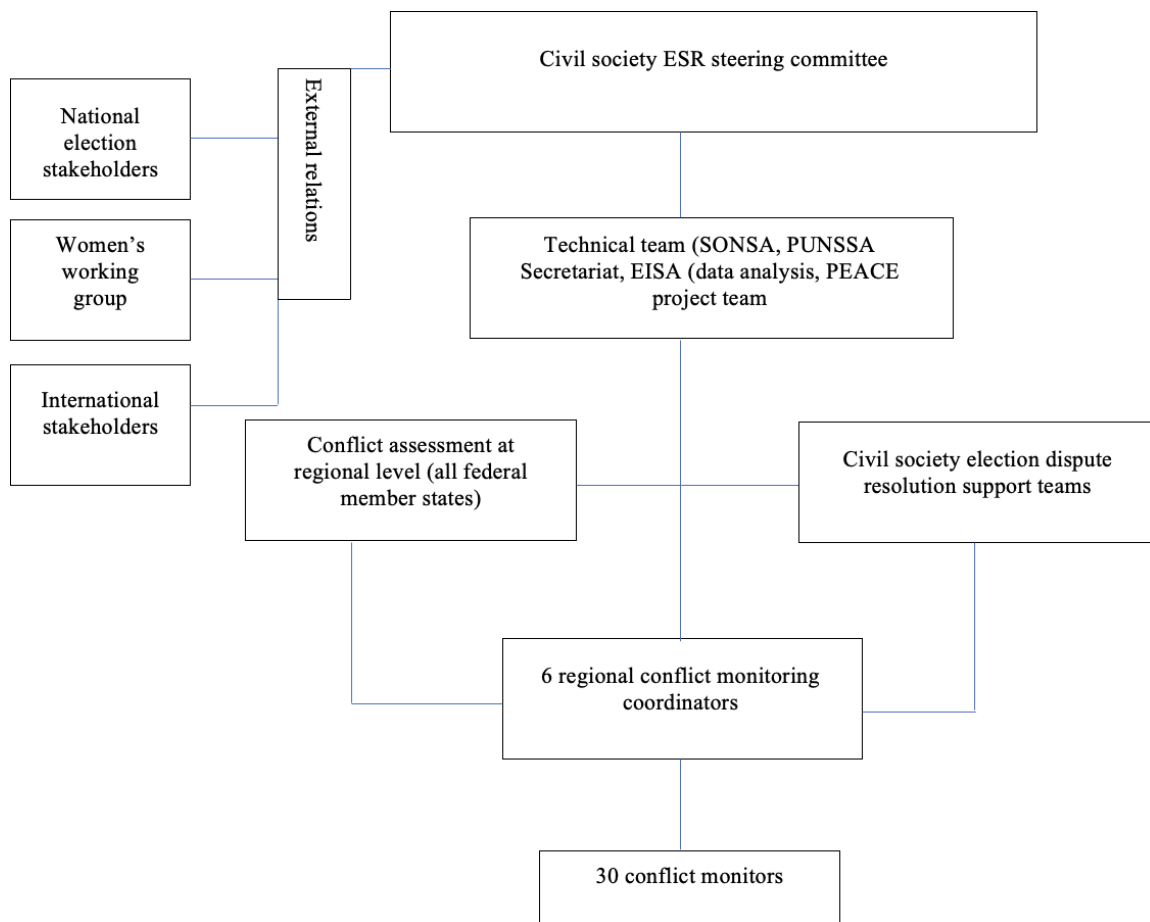 Civil society ESR steering committee
External relations
National
election
stakeholders
Women’s
working
group
International
stakeholders
Technical team (SONSA, PUNSSA
Secretariat, EISA (data analysis, PEACE
project team
Conflict assessment at
regional level (all federal
member states)
Civil society election dispute
resolution support teams
6 regional conflict monitoring
coordinators
30 conflict monitors